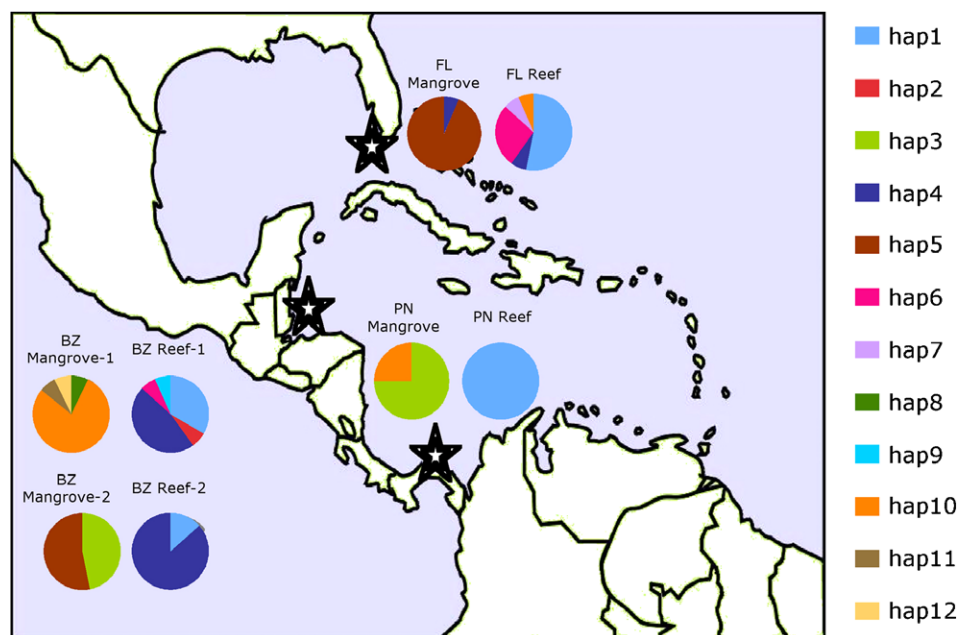 FL
Mangrove
FL Reef
PN
Mangrove
PN Reef
BZ
Mangrove-1
BZ Reef-1
BZ
Mangrove-2
BZ Reef-2
hap1
hap2
hap3
hap4
hap5
hap6
hap7
hap8
hap9
hap10
hap11
hap12